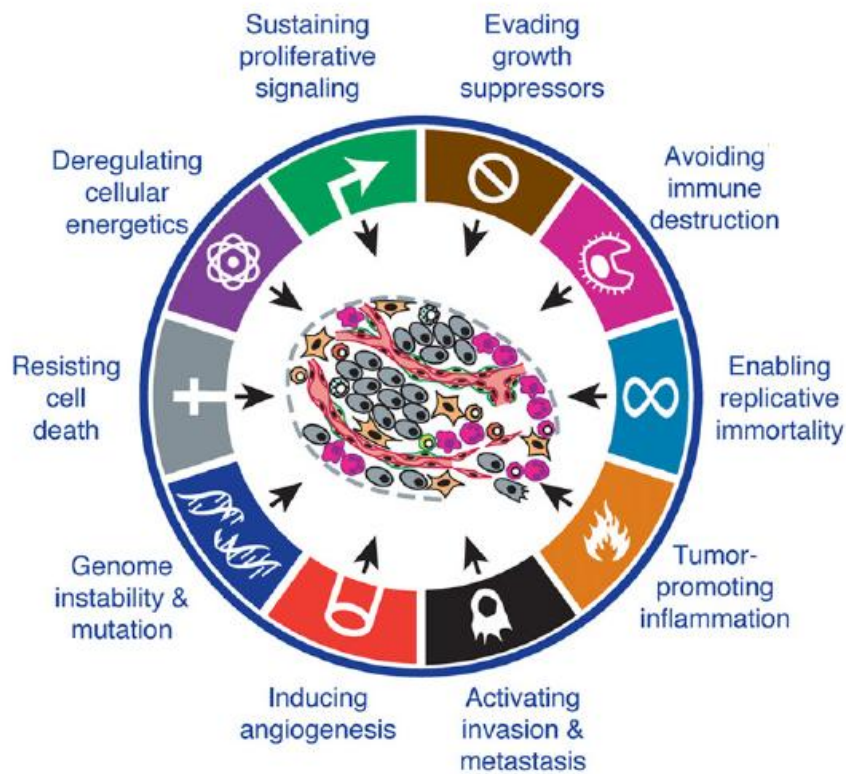 Sustaining
proliferative
signaling
Evading
growth
suppressors
Avoiding
immune
destruction
Enabling
replicative
immortality
Tumor-
promoting
inflammation
Activating
invasion &
metastasis
Inducing
angiogenesis
Genome
instability &
mutation
Resisting
cell
death
Deregulating
cellular
energetics